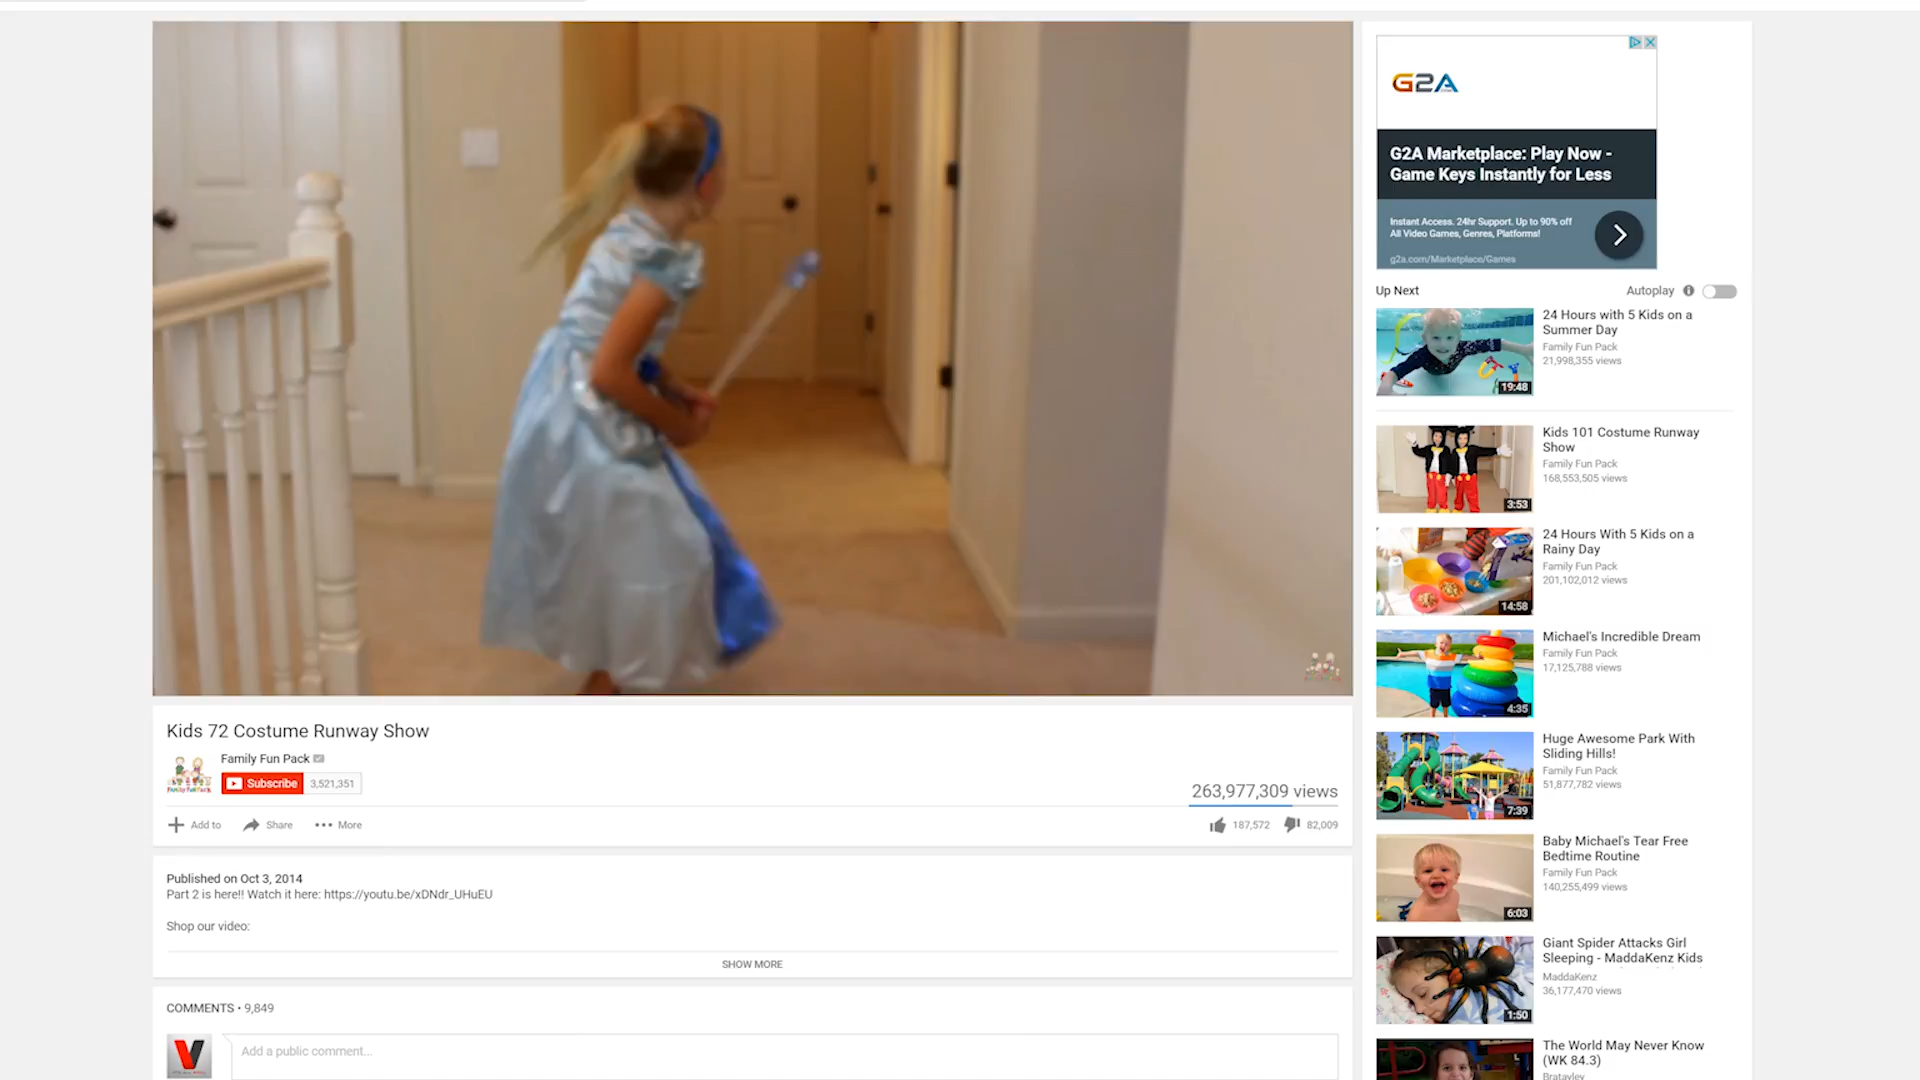 Kids 72 Costume Runway Show
Family Fun Pack
Subscribe 3,521,351
263,977,309 views
Add to Share More
187,572 82,009
Published on Oct 3, 2014
Part 2 is here!! Watch it here: https://youtu.be/xDNdr_UHuEU
Shop our video:
SHOW MORE
COMMENTS • 9,849
Add a public comment...
G2A
G2A Marketplace: Play Now -
Game Keys Instantly for Less
Instant Access. 24hr Support. Up to 90% off
All Video Games, Genres, Platforms!
g2a.com/Marketplace/Games
Up Next Autoplay
24 Hours with 5 Kids on a
Summer Day
Family Fun Pack
21,998,355 views
19:48
Kids 101 Costume Runway
Show
Family Fun Pack
168,553,505 views
3:53
24 Hours With 5 Kids on a
Rainy Day
Family Fun Pack
201,102,012 views
14:58
Michael's Incredible Dream
Family Fun Pack
17,125,788 views
4:35
Huge Awesome Park With
Sliding Hills!
Family Fun Pack
51,877,782 views
7:39
Baby Michael's Tear Free
Bedtime Routine
Family Fun Pack
140,255,499 views
6:03
Giant Spider Attacks Girl
Sleeping - MaddaKenz Kids
MaddaKenz
36,177,470 views
1:50
The World May Never Know
(WK 84.3)
Bratayley